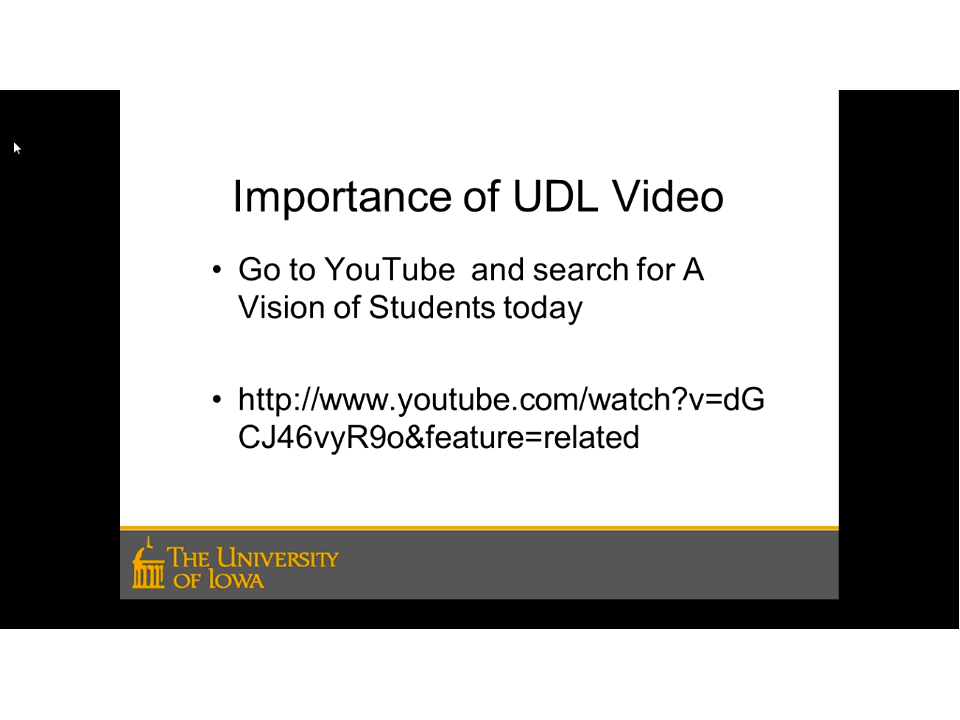 Importance of UDL Video
• Go to YouTube  and search for A
Vision of Students today
• http://www.youtube.com/watch?v=dG
CJ46vyR9o&feature=related
THE UNIVERSITY
OF IOWA